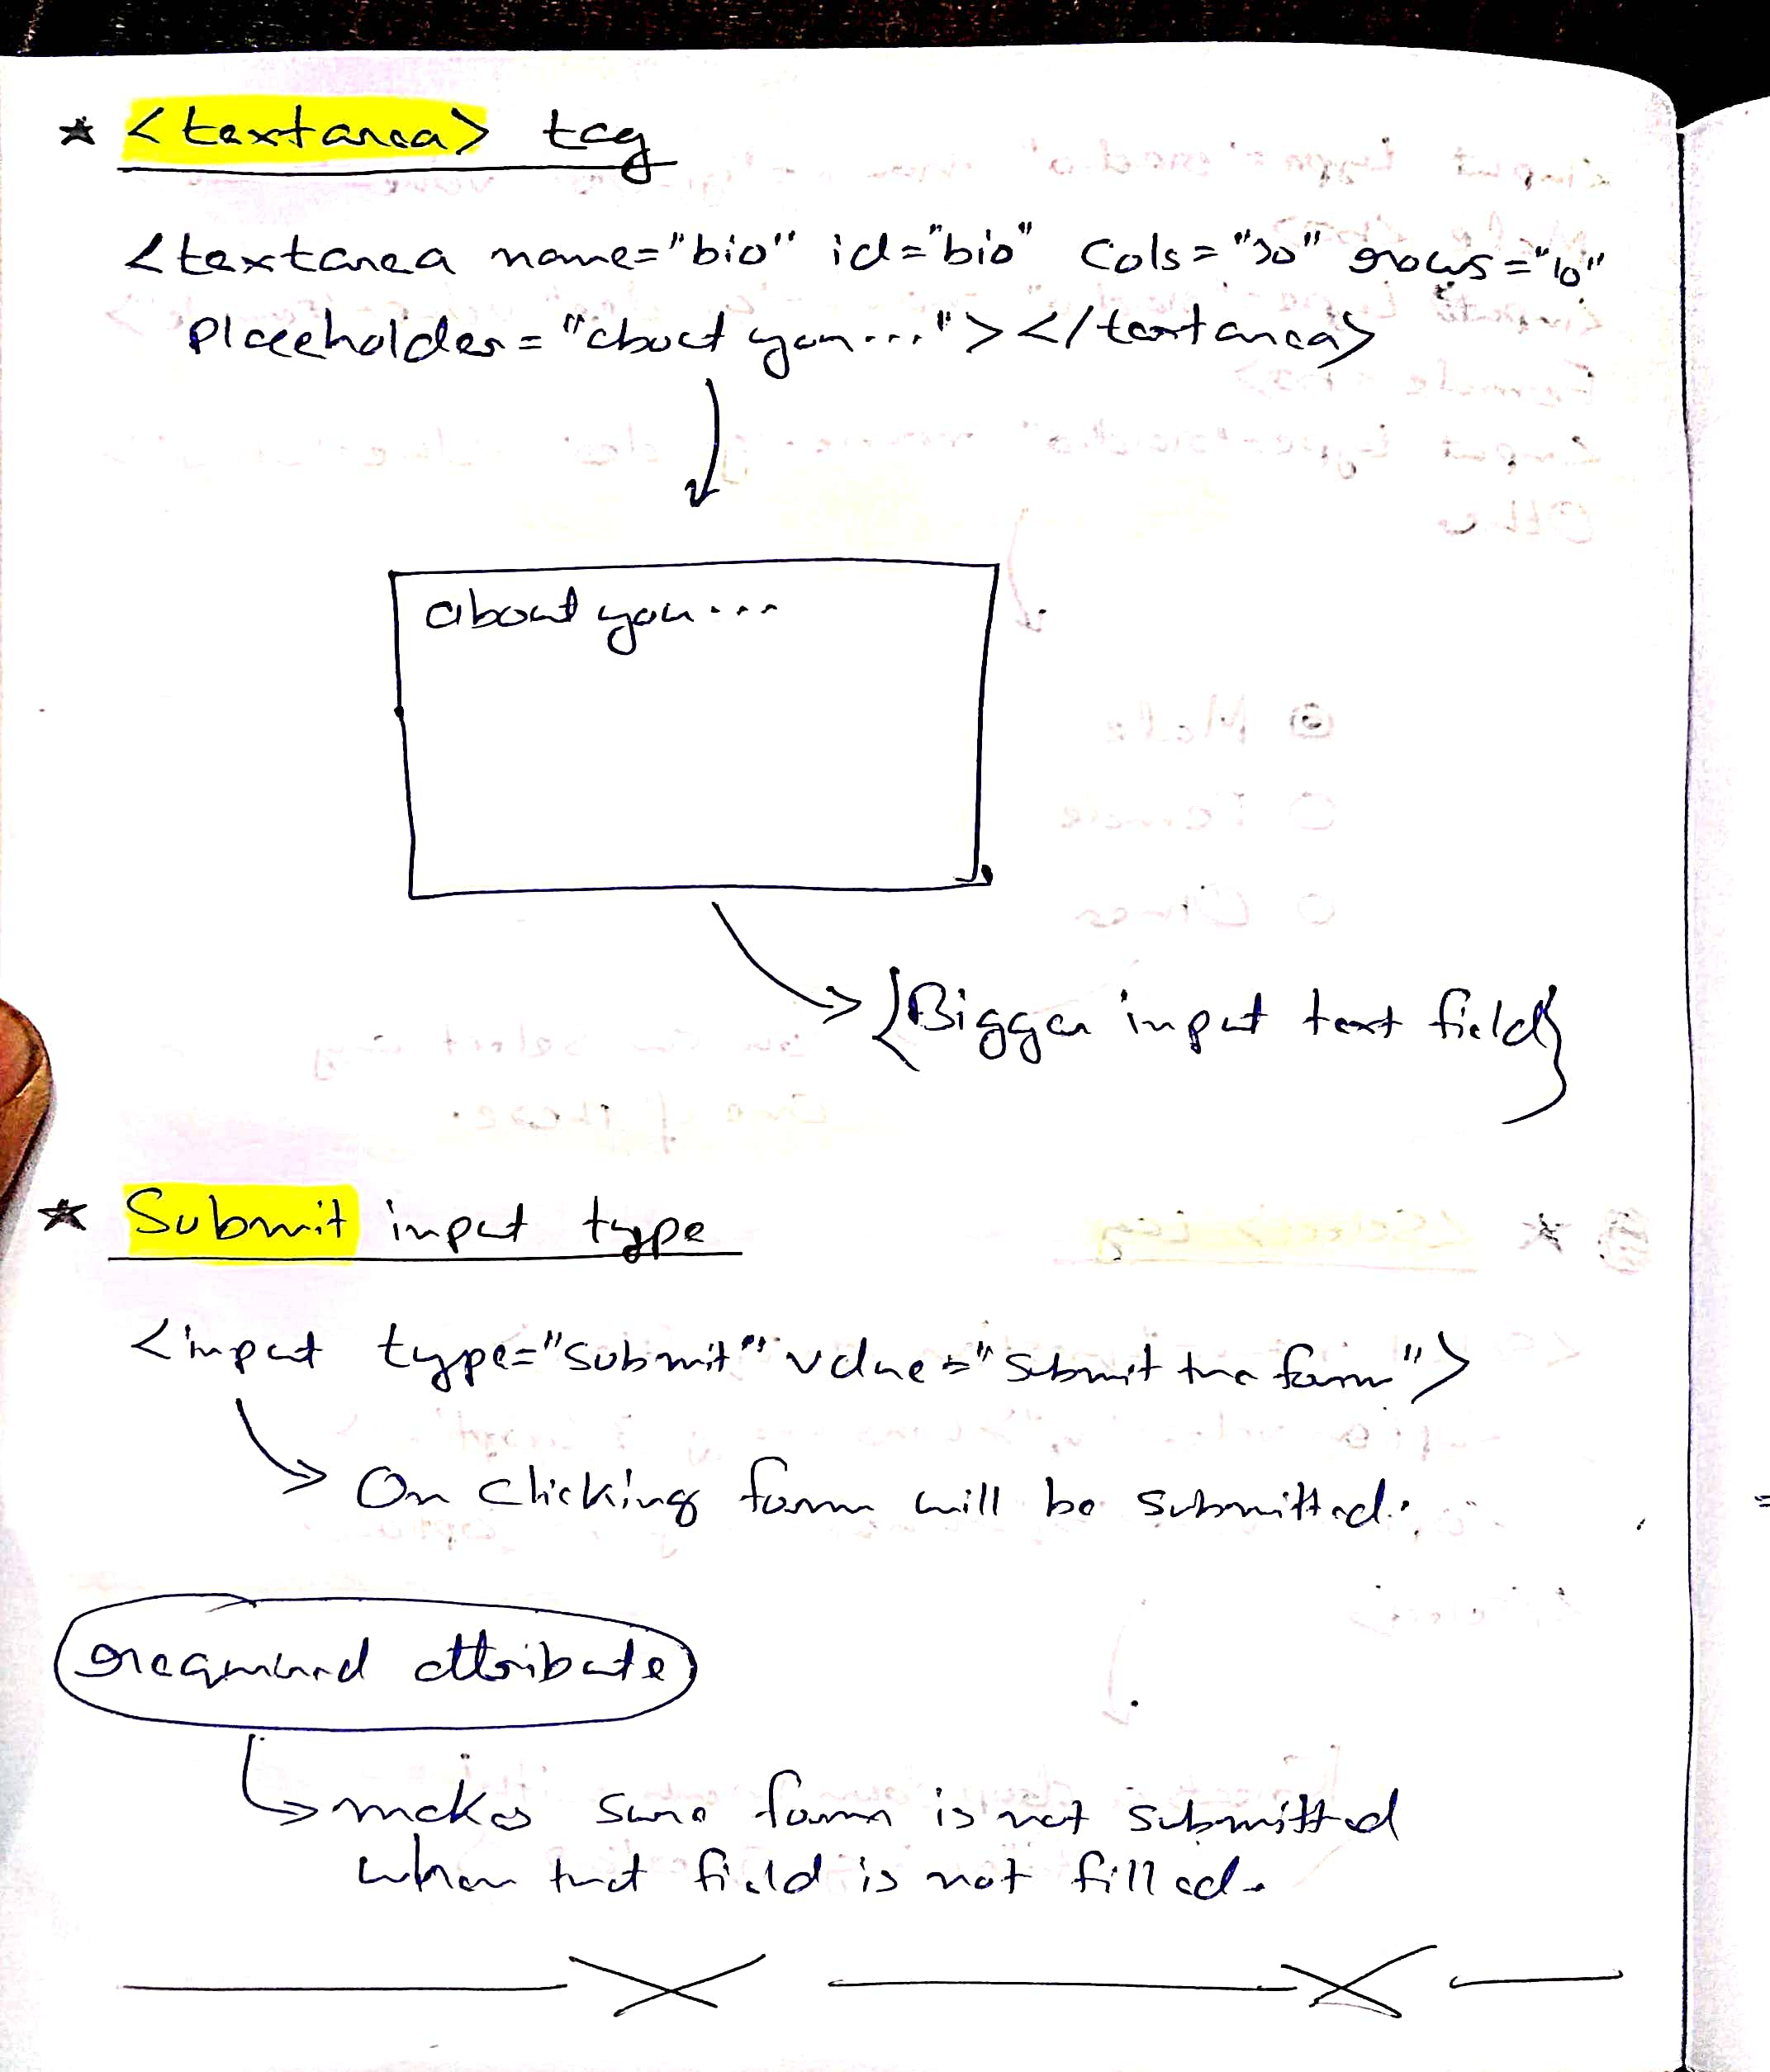 * <textarea> tag
<textarea name="bio" id="bio" cols="30" rows="10"
placeholder="about you..."></textarea>
about you...
{Bigger input text field}
* Submit input type
<input type="submit" value="Submit the form">
On clicking form will be submitted.
required attribute
makes sure form is not submitted
when that field is not filled.